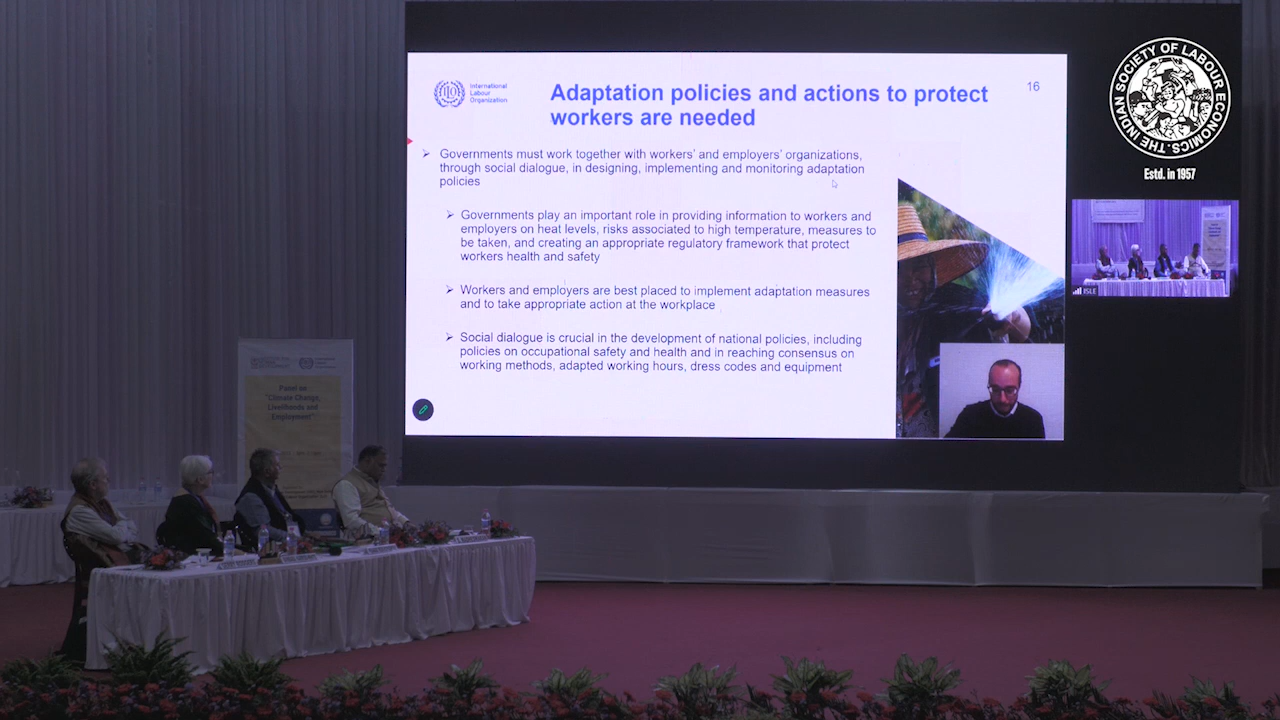 International
Labour
Organization
Adaptation policies and actions to protect
workers are needed
16
➢ Governments must work together with workers' and employers' organizations,
through social dialogue, in designing, implementing and monitoring adaptation
policies
➢ Governments play an important role in providing information to workers and
employers on heat levels, risks associated to high temperature, measures to
be taken, and creating an appropriate regulatory framework that protect
workers health and safety
➢ Workers and employers are best placed to implement adaptation measures
and to take appropriate action at the workplace
➢ Social dialogue is crucial in the development of national policies, including
policies on occupational safety and health and in reaching consensus on
working methods, adapted working hours, dress codes and equipment
THE INDIAN SOCIETY OF LABOUR ECONOMICS
Estd. in 1957
ISLE
Panel on
"Climate Change,
Livelihoods and
Employment"